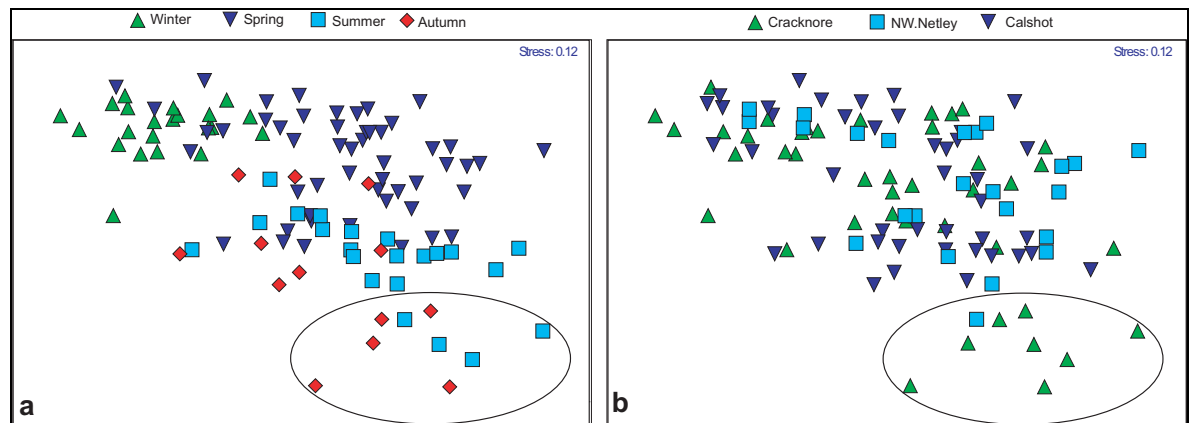 Winter Spring Summer Autumn
Stress: 0.12
a
Cracknore NW.Netley Calshot
Stress: 0.12
b